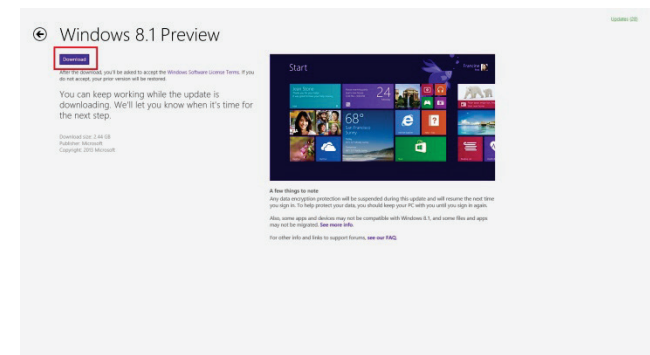 Updates (20)
Windows 8.1 Preview
Download
After the download, you'll be asked to accept the Windows Software License Terms. If you
do not accept, your prior version will be restored.
You can keep working while the update is
downloading. We'll let you know when it's time for
the next step.
Download size: 2.44 GB
Publisher: Microsoft
Copyright: 2013 Microsoft
Start
24
68°
San Francisco
Sunny
A few things to note
Any data encryption protection will be suspended during this update and will resume the next time
you sign in. To help protect your data, you should keep your PC with you until you sign in again.
Also, some apps and devices may not be compatible with Windows 8.1, and some files and apps
may not be migrated. See more info.
For other info and links to support forums, see our FAQ.